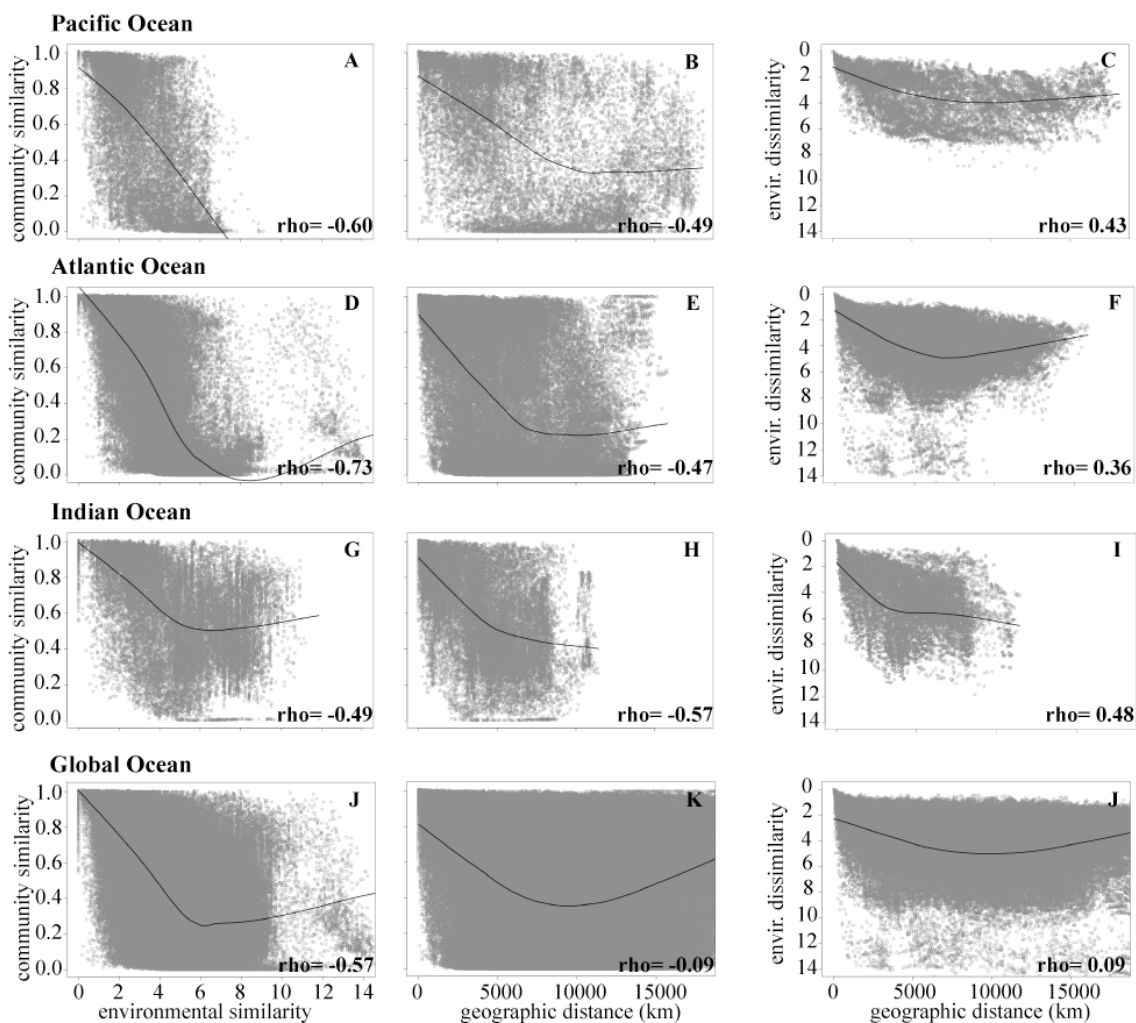 Pacific Ocean
community similarity
1.0
0.8
0.6
0.4
0.2
0.0
A
rho= -0.60
B
rho= -0.49
envir. dissimilarity
0
2
4
6
8
10
12
14
C
rho= 0.43
Atlantic Ocean
community similarity
1.0
0.8
0.6
0.4
0.2
0.0
D
rho= -0.73
E
rho= -0.47
envir. dissimilarity
0
2
4
6
8
10
12
14
F
rho= 0.36
Indian Ocean
community similarity
1.0
0.8
0.6
0.4
0.2
0.0
G
rho= -0.49
H
rho= -0.57
envir. dissimilarity
0
2
4
6
8
10
12
14
I
rho= 0.48
Global Ocean
community similarity
1.0
0.8
0.6
0.4
0.2
0.0
J
rho= -0.57
0 2 4 6 8 10 12 14
environmental similarity
K
rho= -0.09
0 5000 10000 15000
geographic distance (km)
envir. dissimilarity
0
2
4
6
8
10
12
14
J
rho= 0.09
0 5000 10000 15000
geographic distance (km)